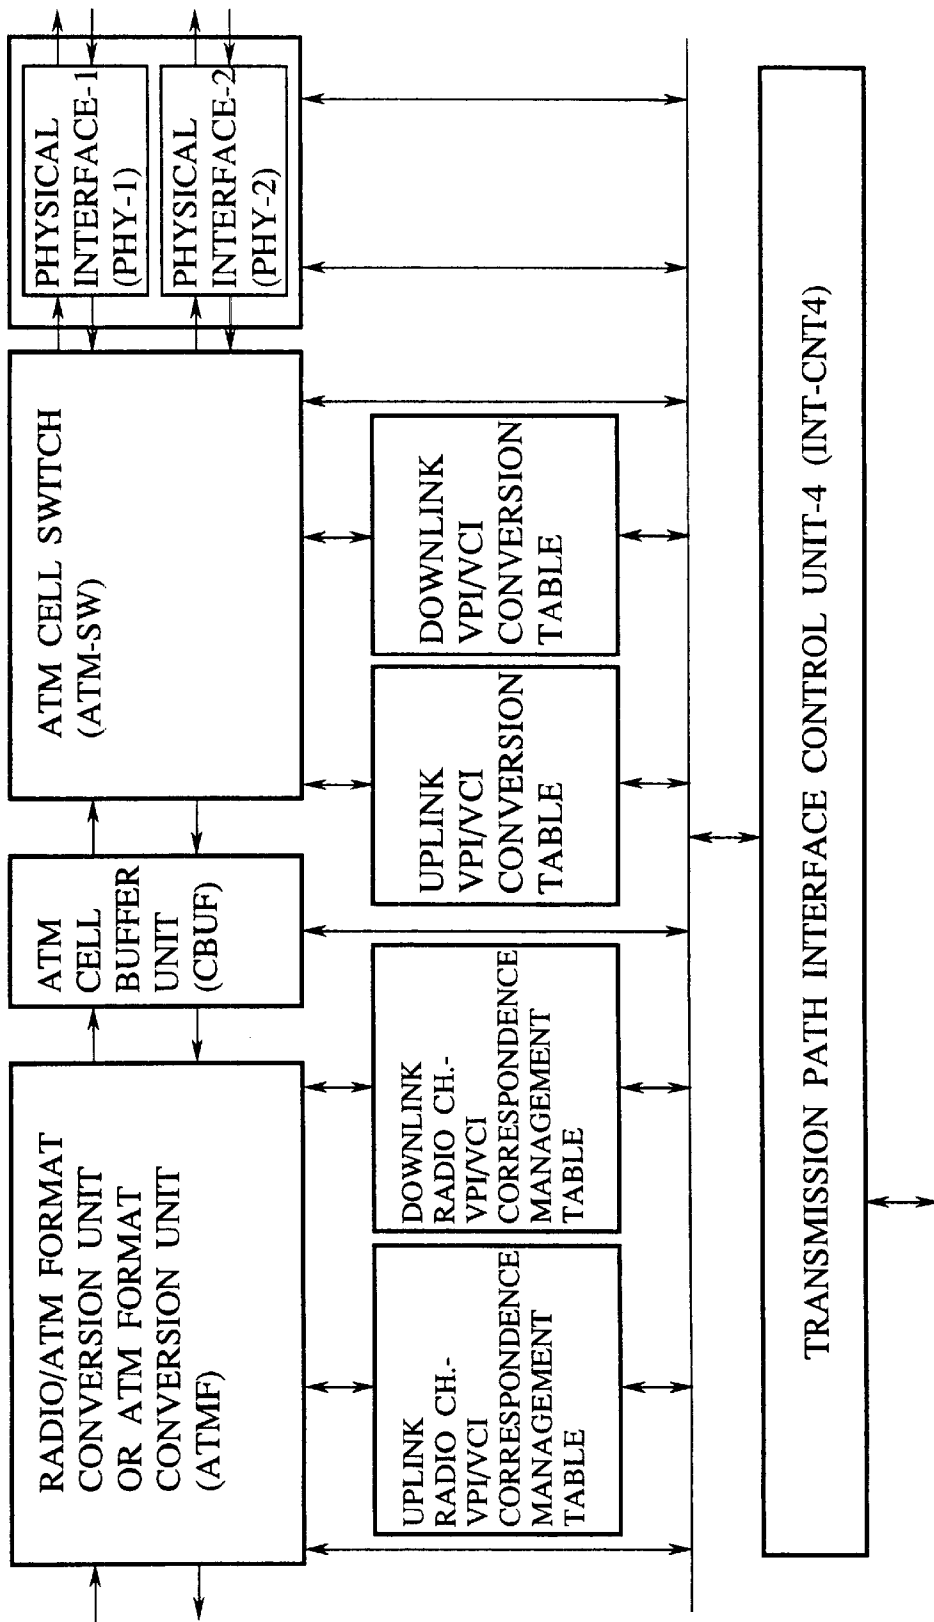 RADIO/ATM FORMAT
CONVERSION UNIT
OR ATM FORMAT
CONVERSION UNIT
(ATMF)
ATM
CELL
BUFFER
UNIT
(CBUF)
ATM CELL SWITCH
(ATM-SW)
PHYSICAL
INTERFACE-1
(PHY-1)
PHYSICAL
INTERFACE-2
(PHY-2)
UPLINK
RADIO CH.-
VPI/VCI
CORRESPONDENCE
MANAGEMENT
TABLE
DOWNLINK
RADIO CH.-
VPI/VCI
CORRESPONDENCE
MANAGEMENT
TABLE
UPLINK
VPI/VCI
CONVERSION
TABLE
DOWNLINK
VPI/VCI
CONVERSION
TABLE
TRANSMISSION PATH INTERFACE CONTROL UNIT-4 (INT-CNT4)